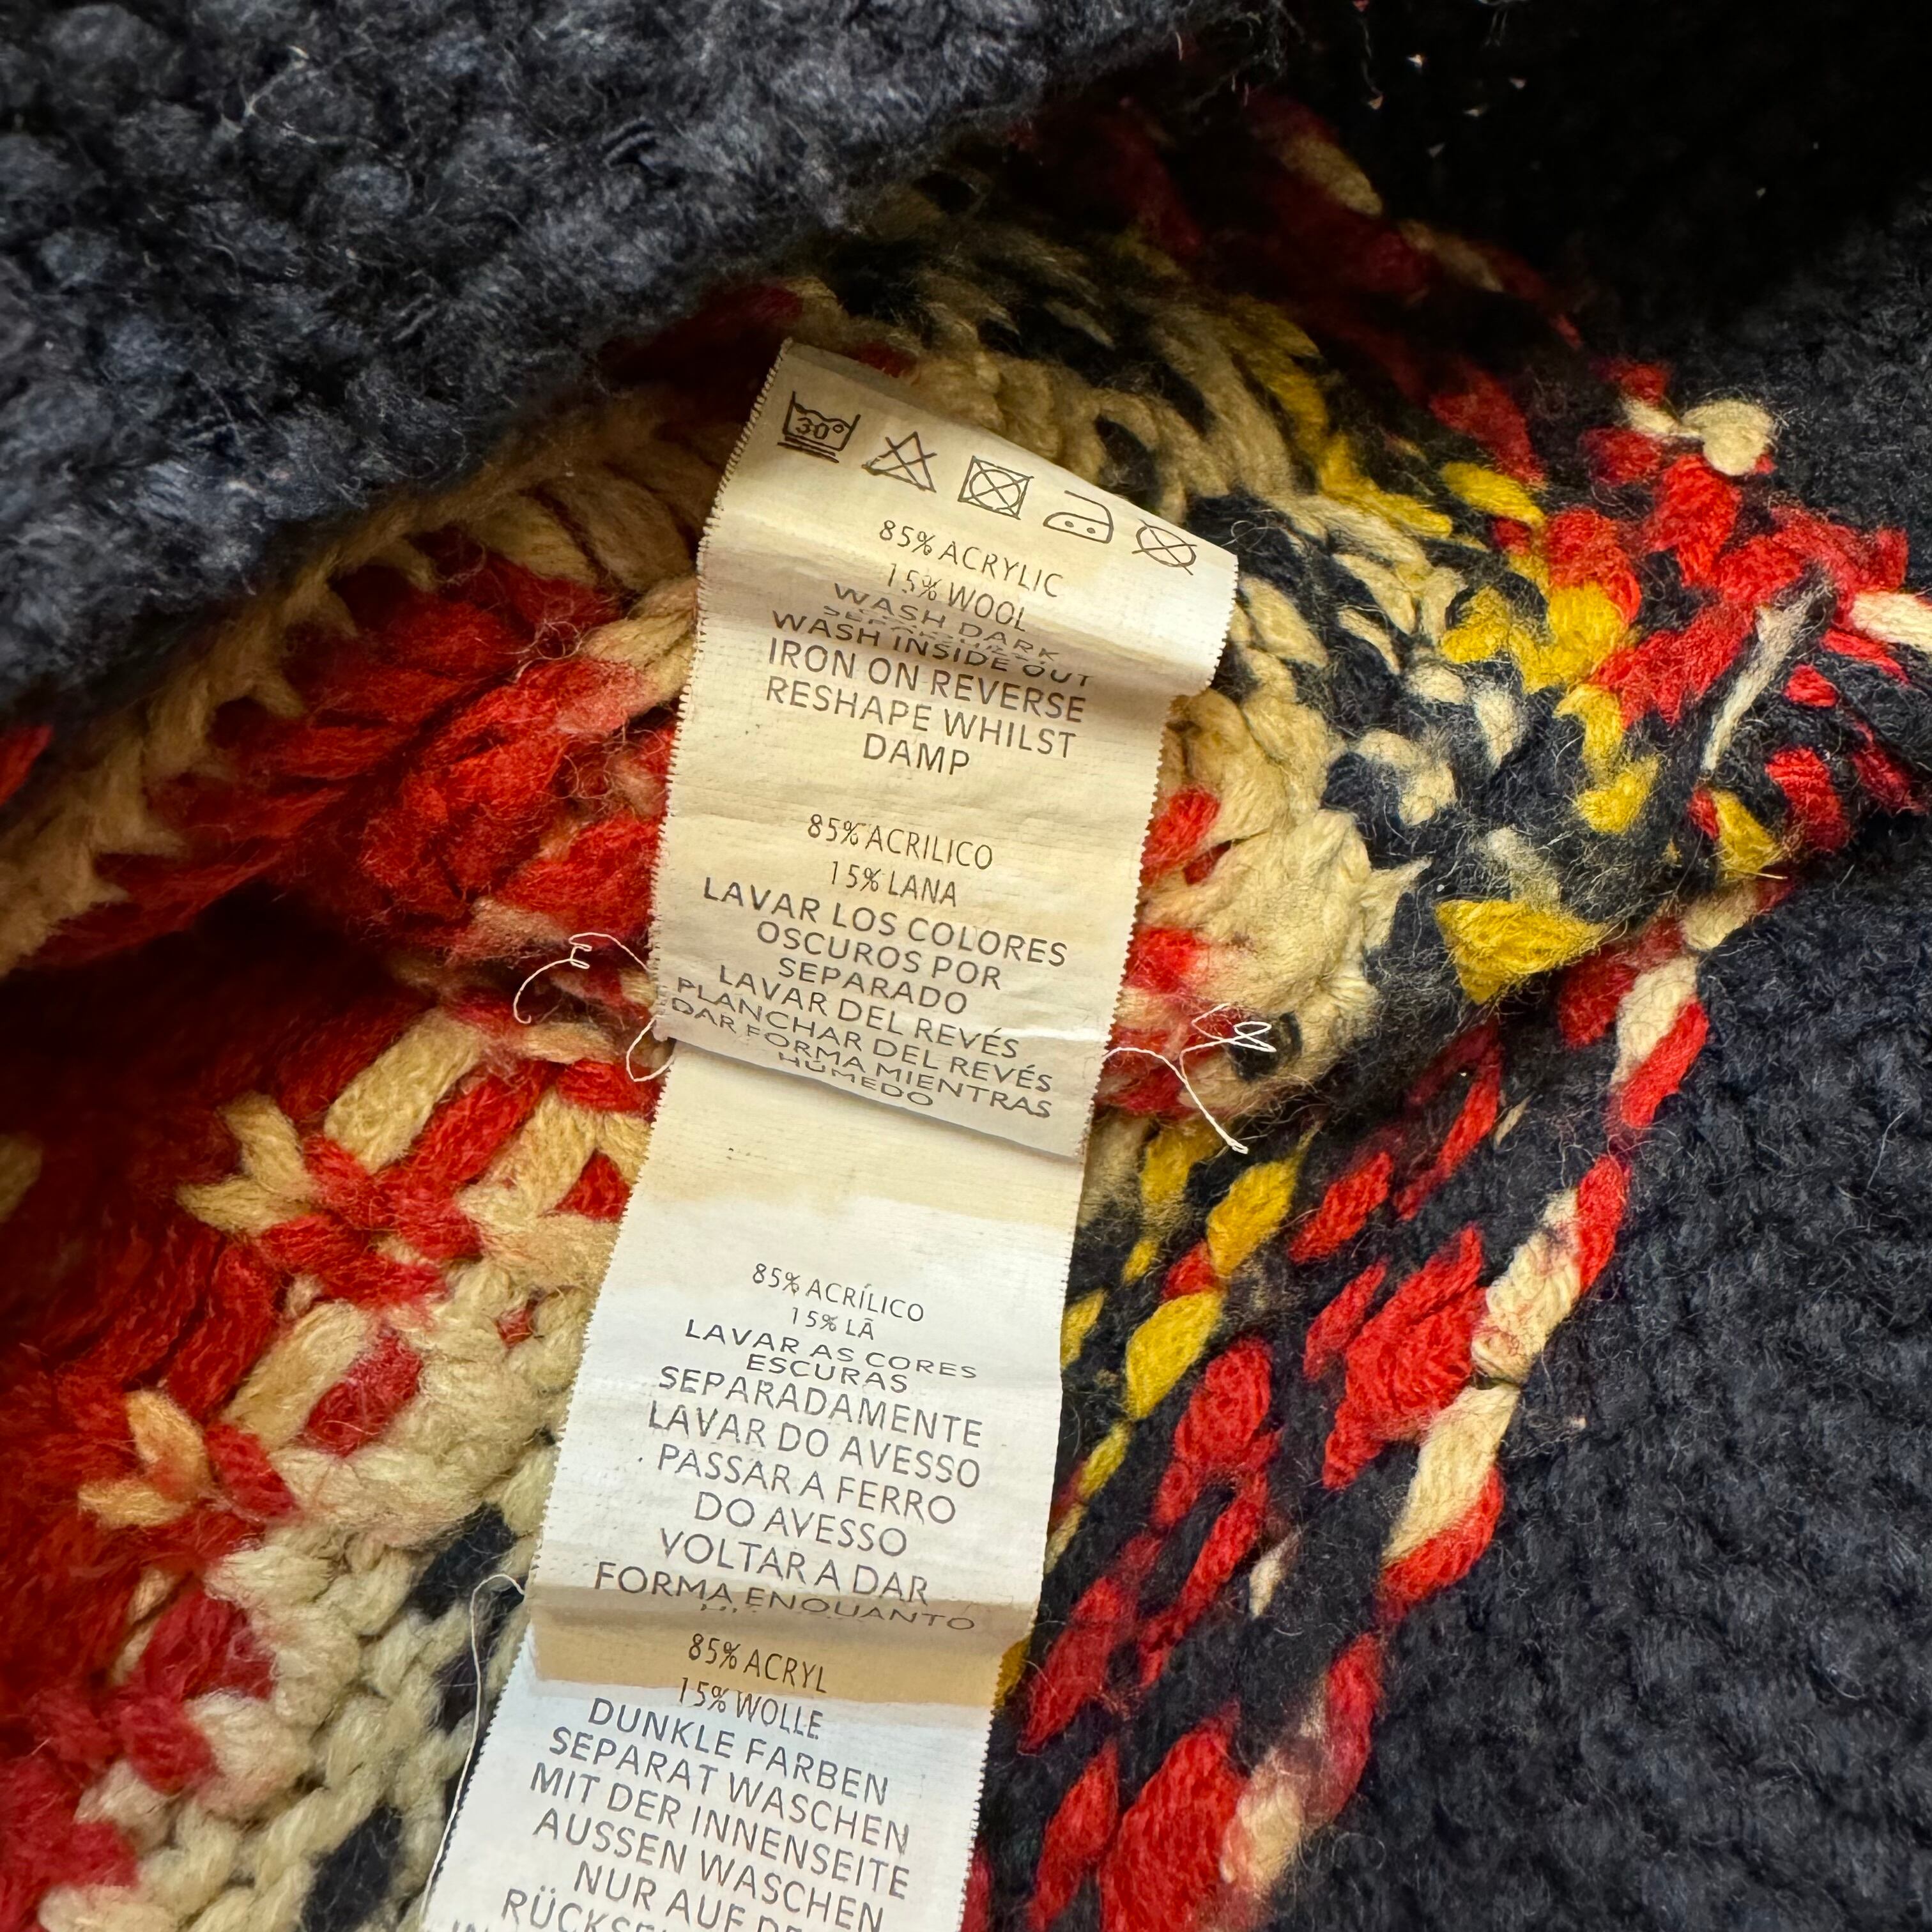 30°
85% ACRYLIC
15% WOOL
WASH DARK
WASH INSIDE OUT
IRON ON REVERSE
RESHAPE WHILST
DAMP
85% ACRILICO
15% LANA
LAVAR LOS COLORES
OSCUROS POR
SEPARADO
LAVAR DEL REVÉS
PLANCHAR DEL REVÉS
DAR FORMA MIENTRAS
HÚMEDO
85% ACRÍLICO
15% LÃ
LAVAR AS CORES
ESCURAS
SEPARADAMENTE
LAVAR DO AVESSO
PASSAR A FERRO
DO AVESSO
VOLTAR A DAR
FORMA ENQUANTO
85% ACRYL
15% WOLLE
DUNKLE FARBEN
SEPARAT WASCHEN
MIT DER INNENSEITE
AUSSEN WASCHEN
NUR AUF